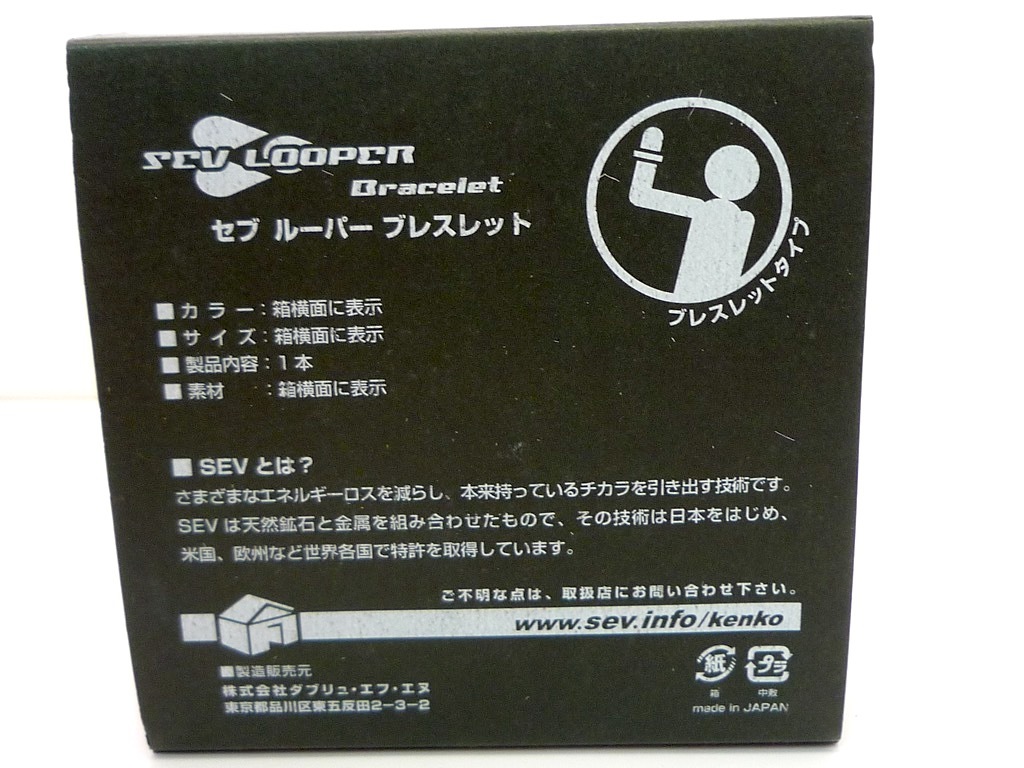 SEV LOOPER
Bracelet
セブ ルーパー ブレスレット
ブレスレットタイプ
■カラー：箱横面に表示
■サイズ：箱横面に表示
■製品内容：1本
■素材　：箱横面に表示
■SEVとは？
さまざまなエネルギーロスを減らし、本来持っているチカラを引き出す技術です。
SEVは天然鉱石と金属を組み合わせたもので、その技術は日本をはじめ、
米国、欧州など世界各国で特許を取得しています。
ご不明な点は、取扱店にお問い合わせ下さい。
www.sev.info/kenko
■製造販売元
株式会社ダブリュ・エフ・エヌ
東京都品川区東五反田2-3-2
紙 プラ
箱 中敷
made in JAPAN